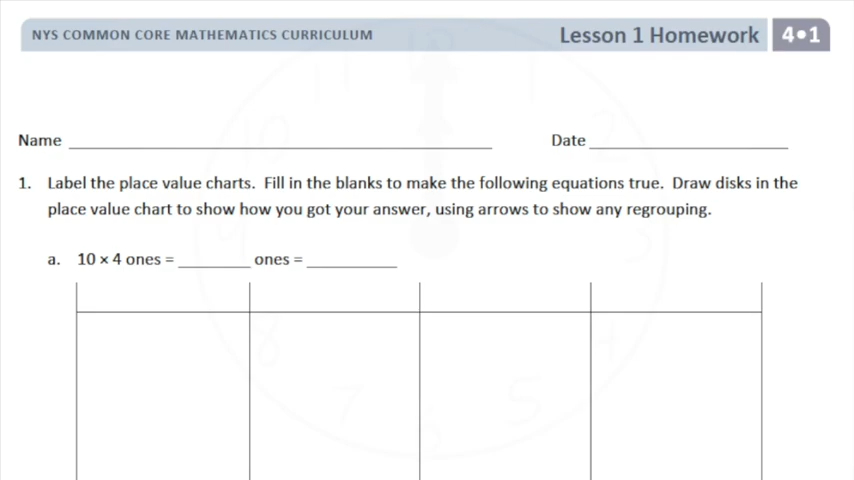 NYS COMMON CORE MATHEMATICS CURRICULUM Lesson 1 Homework 4•1
Name ____________________ Date ____________________
1. Label the place value charts. Fill in the blanks to make the following equations true. Draw disks in the
place value chart to show how you got your answer, using arrows to show any regrouping.
a. 10 × 4 ones = ________ ones = __________